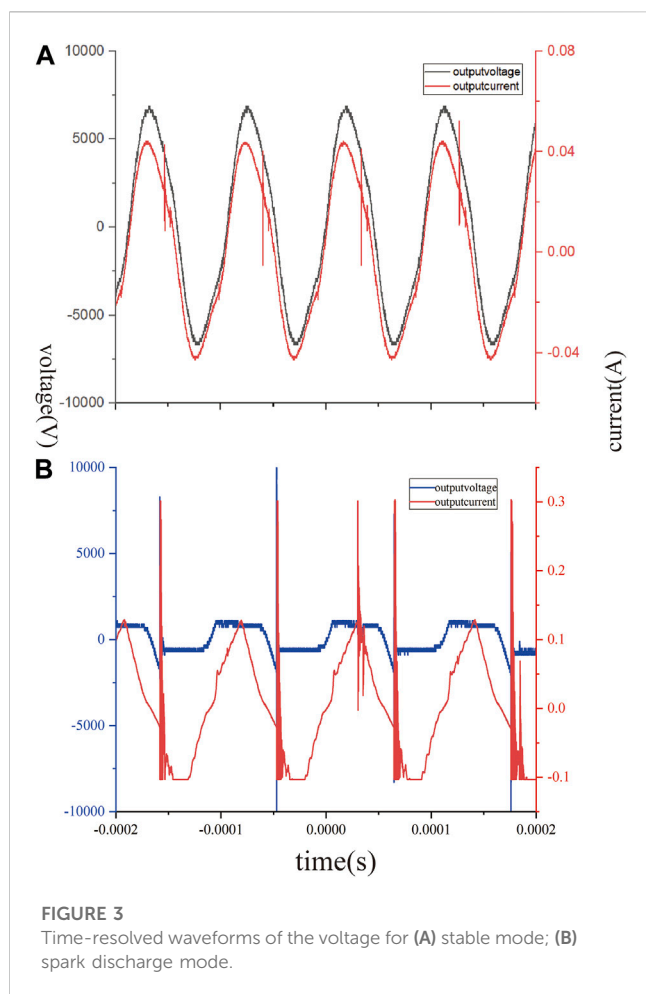 A
10000
5000
0
-5000
-10000
voltage(V)
outputvoltage
outputcurrent
0.08
0.04
0.00
-0.04
current(A)
B
10000
5000
0
-5000
-10000
outputvoltage
outputcurrent
0.3
0.2
0.1
0.0
-0.1
-0.0002
-0.0001
0.0000
0.0001
0.0002
time(s)
FIGURE 3
Time-resolved waveforms of the voltage for (A) stable mode; (B)
spark discharge mode.